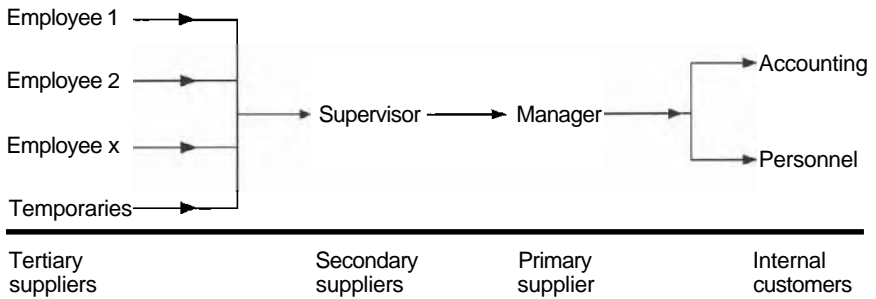 Employee 1
Employee 2
Employee x
Temporaries
Supervisor
Manager
Accounting
Personnel
Tertiary
suppliers
Secondary
suppliers
Primary
supplier
Internal
customers